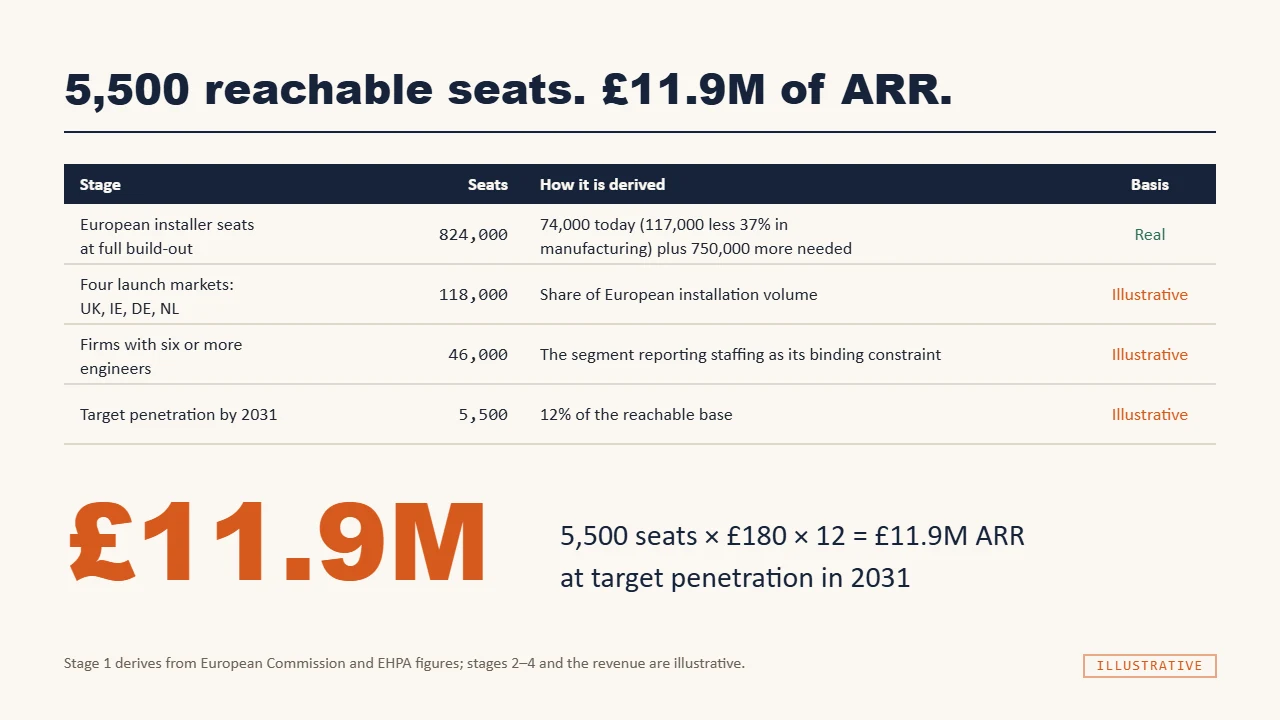 5,500 reachable seats. £11.9M of ARR.
Stage Seats How it is derived Basis
European installer seats
at full build-out
824,000
74,000 today (117,000 less 37% in
manufacturing) plus 750,000 more needed
Real
Four launch markets:
UK, IE, DE, NL
118,000
Share of European installation volume
Illustrative
Firms with six or more
engineers
46,000
The segment reporting staffing as its binding constraint
Illustrative
Target penetration by 2031
5,500
12% of the reachable base
Illustrative
£11.9M
5,500 seats × £180 × 12 = £11.9M ARR
at target penetration in 2031
Stage 1 derives from European Commission and EHPA figures; stages 2–4 and the revenue are illustrative.
ILLUSTRATIVE